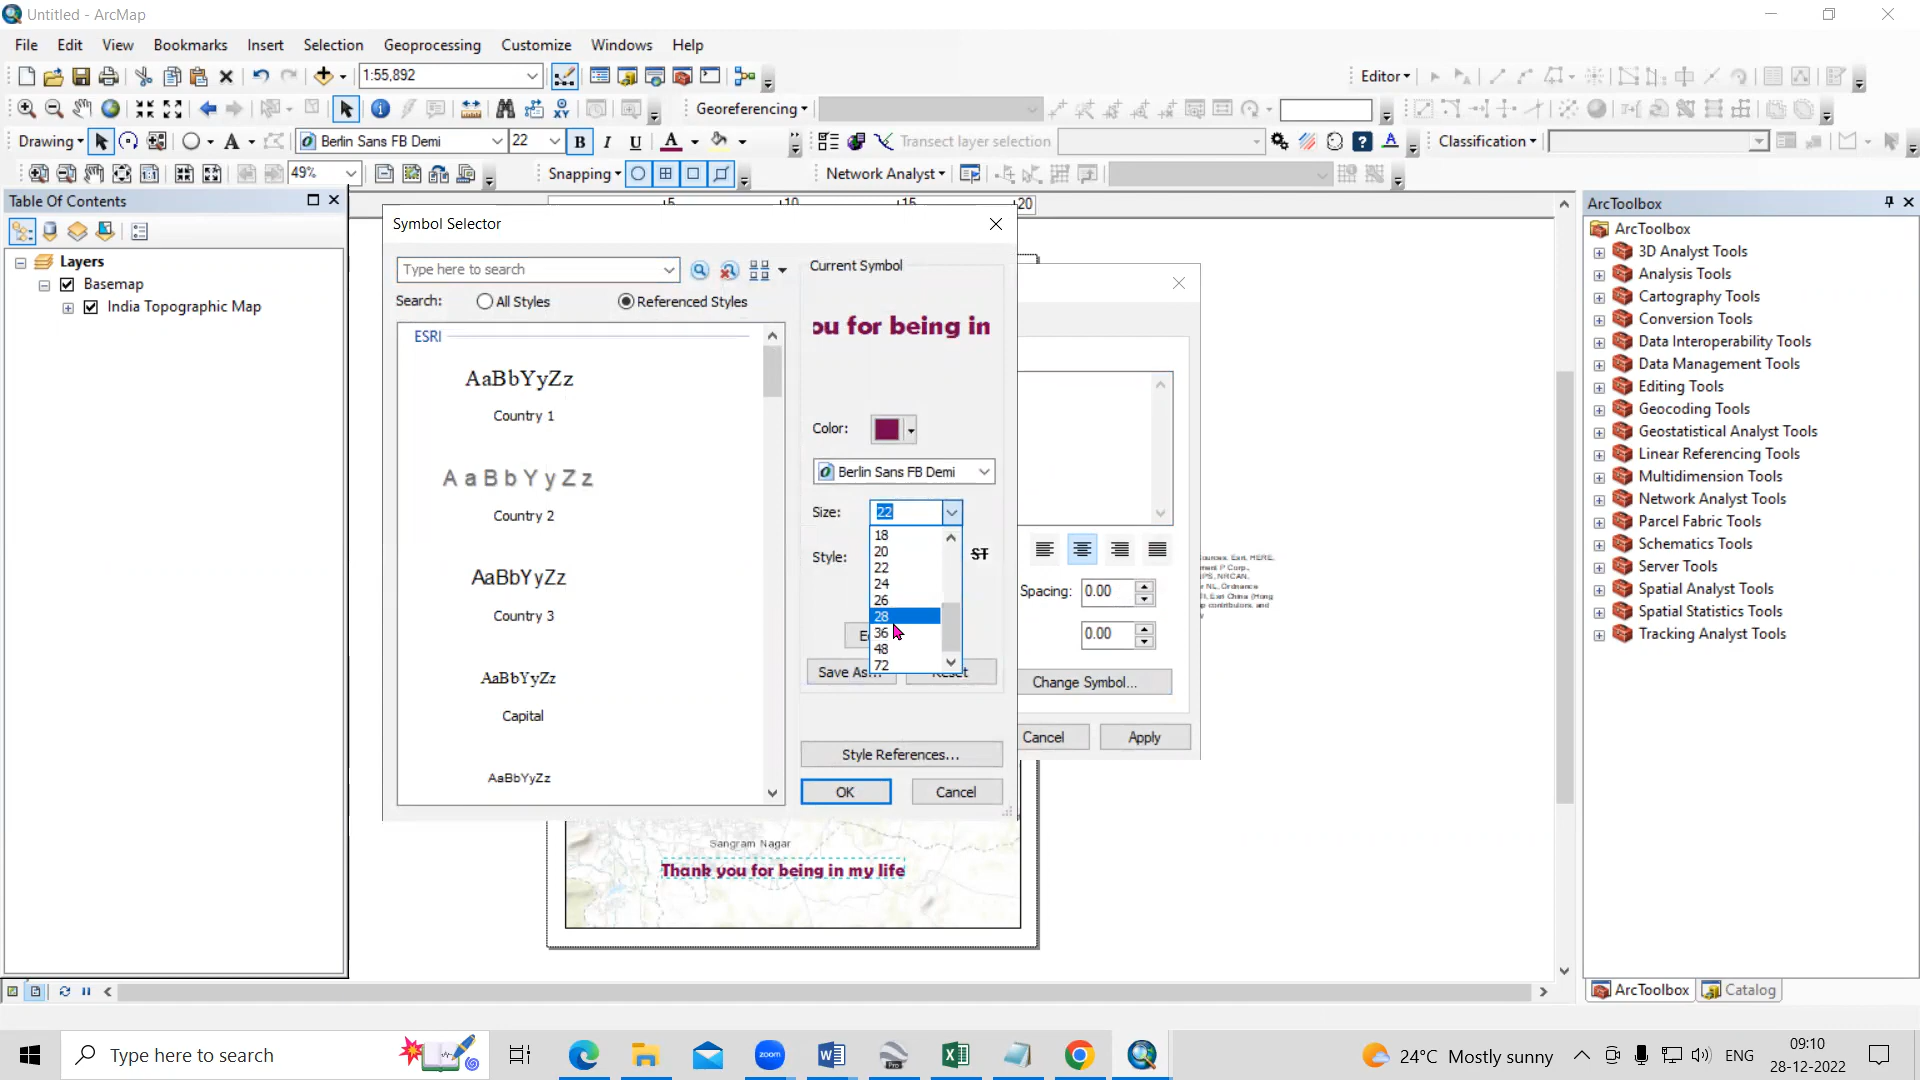 Untitled - ArcMap
File Edit View Bookmarks Insert Selection Geoprocessing Customize Windows Help
1:55,892
Editor
Georeferencing
Drawing
A
Berlin Sans FB Demi
22
B I U A
Transect layer selection
Classification
49%
Snapping
Network Analyst
Table Of Contents
Layers
Basemap
India Topographic Map
5 10 15 20
Symbol Selector
Type here to search
Search: All Styles Referenced Styles
ESRI
AaBbYyZz
Country 1
AaBbYyZz
Country 2
AaBbYyZz
Country 3
AaBbYyZz
Capital
AaBbYyZz
Current Symbol
ou for being in
Color:
Berlin Sans FB Demi
Size: 22
18
20
22
24
26
28
36
48
72
Style:
ST
Save As...
Reset
Style References...
OK Cancel
Spacing: 0.00
0.00
Change Symbol...
Cancel Apply
Sangram Nagar
Thank you for being in my life
ArcToolbox
ArcToolbox
3D Analyst Tools
Analysis Tools
Cartography Tools
Conversion Tools
Data Interoperability Tools
Data Management Tools
Editing Tools
Geocoding Tools
Geostatistical Analyst Tools
Linear Referencing Tools
Multidimension Tools
Network Analyst Tools
Parcel Fabric Tools
Schematics Tools
Server Tools
Spatial Analyst Tools
Spatial Statistics Tools
Tracking Analyst Tools
ArcToolbox Catalog
Type here to search
zoom
24°C Mostly sunny
ENG
09:10
28-12-2022